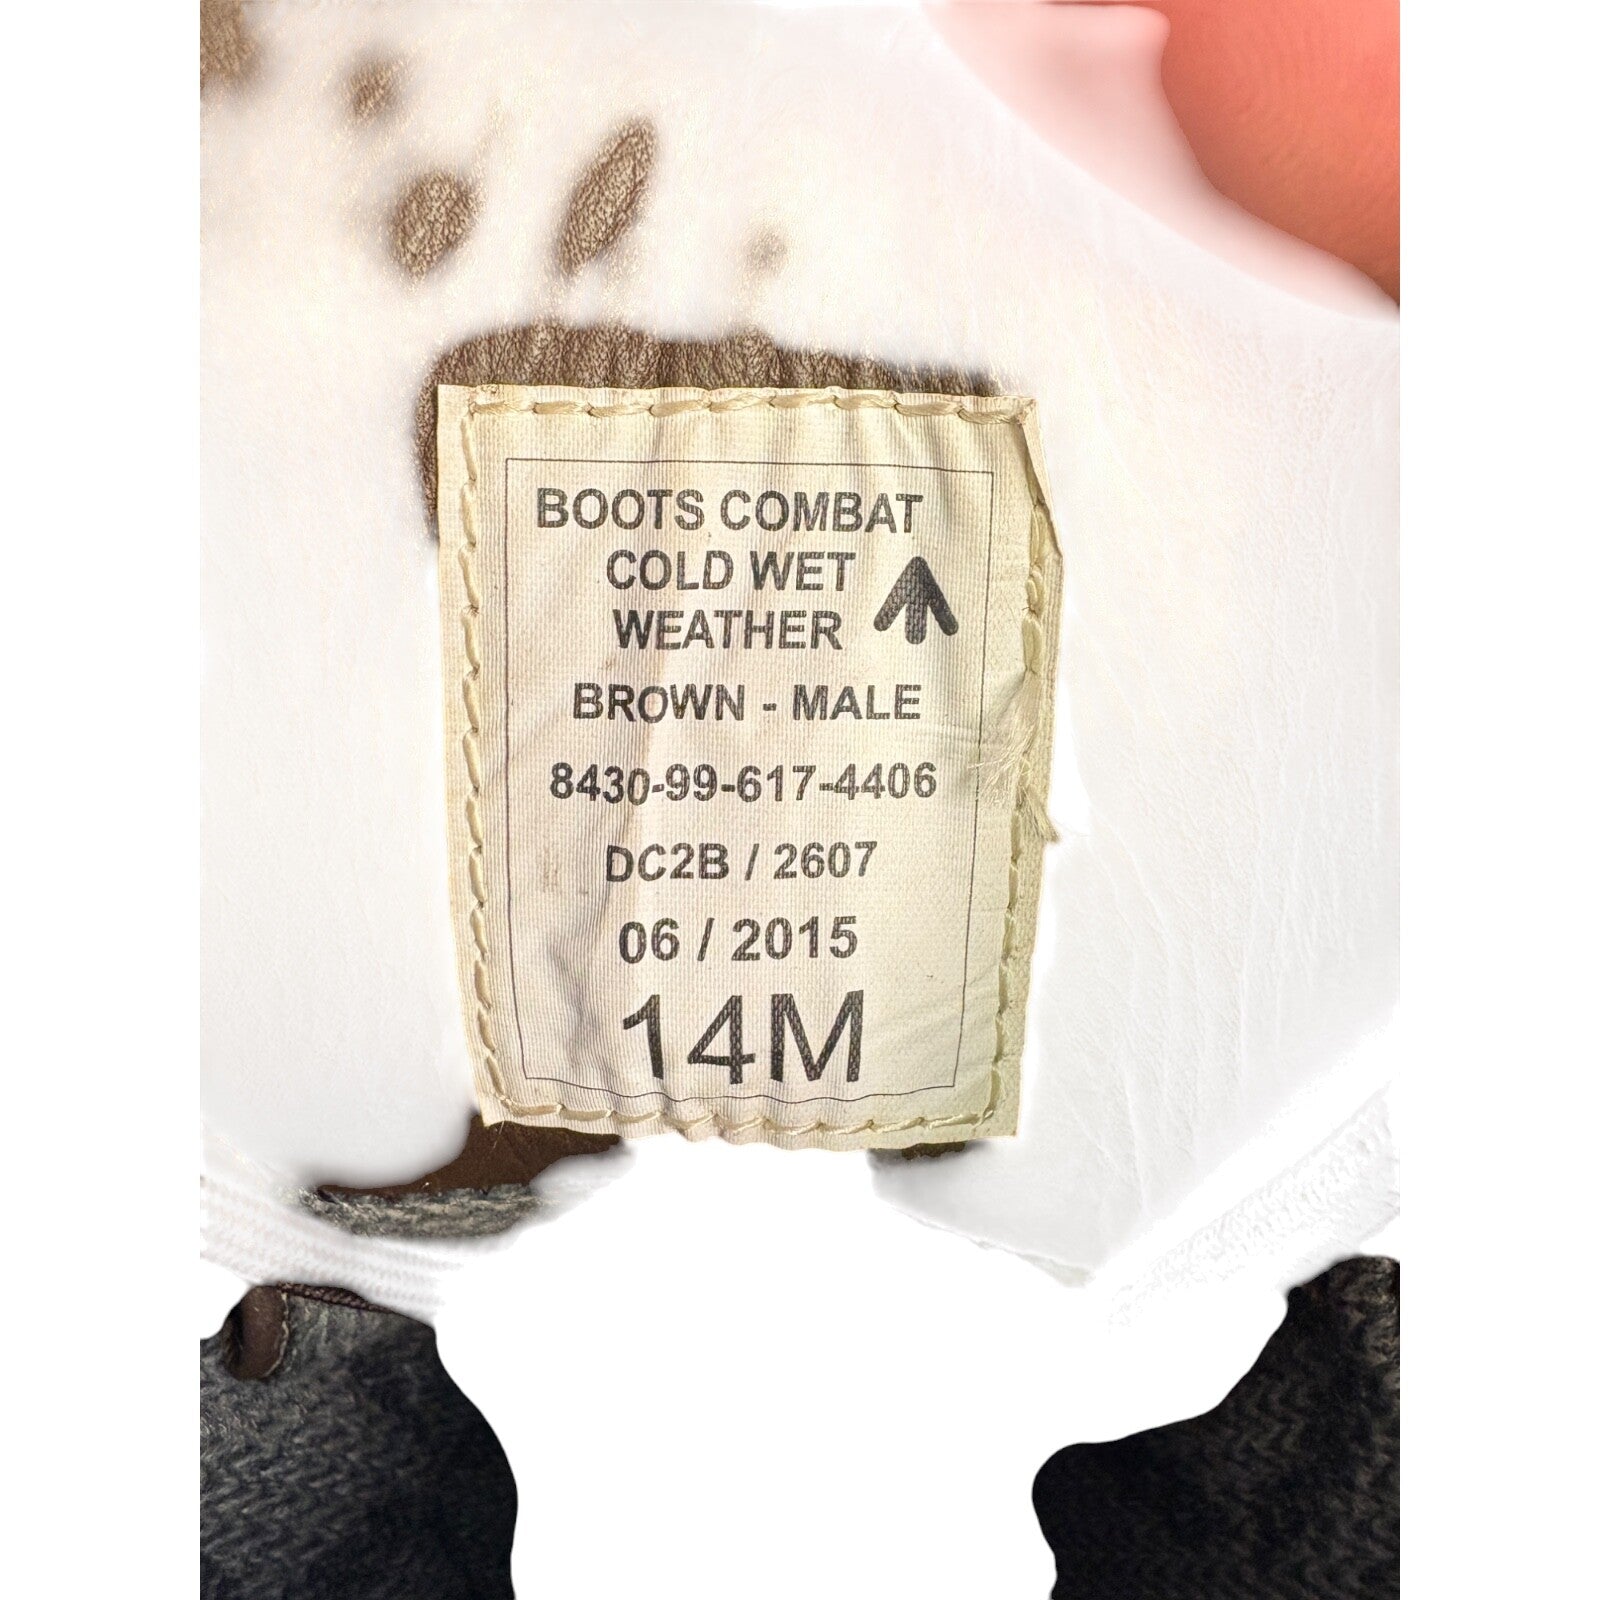 BOOTS COMBAT
COLD WET
WEATHER
BROWN - MALE
8430-99-617-4406
DC2B / 2607
06 / 2015
14M